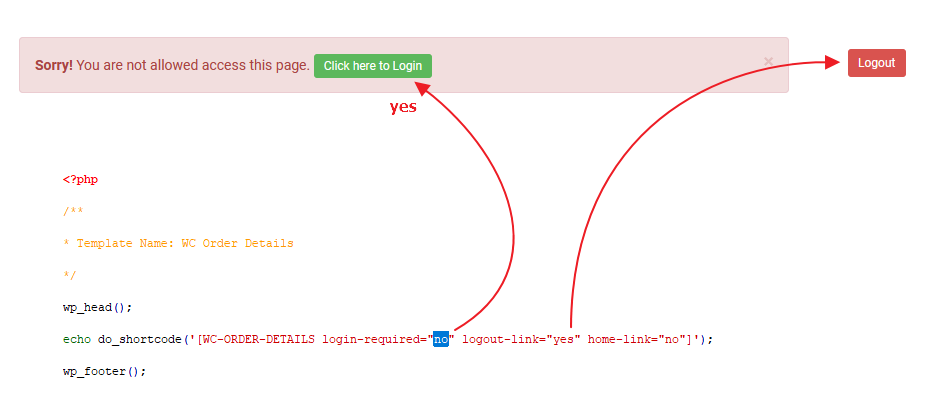 Sorry! You are not allowed access this page. Click here to Login × Logout
yes
<?php
/**
* Template Name: WC Order Details
*/
wp_head();
echo do_shortcode('[WC-ORDER-DETAILS login-required="no" logout-link="yes" home-link="no"]');
wp_footer();